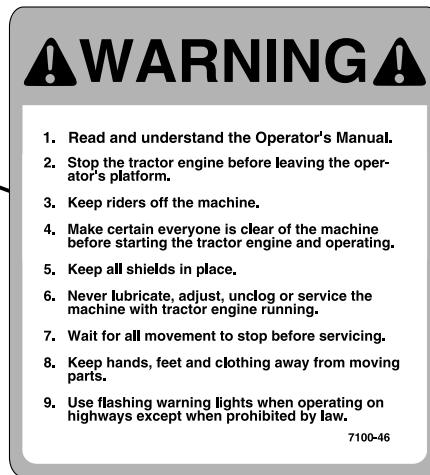 WARNING
1. Read and understand the Operator's Manual.
2. Stop the tractor engine before leaving the oper-
ator's platform.
3. Keep riders off the machine.
4. Make certain everyone is clear of the machine
before starting the tractor engine and operating.
5. Keep all shields in place.
6. Never lubricate, adjust, unclog or service the
machine with tractor engine running.
7. Wait for all movement to stop before servicing.
8. Keep hands, feet and clothing away from moving
parts.
9. Use flashing warning lights when operating on
highways except when prohibited by law.
7100-46